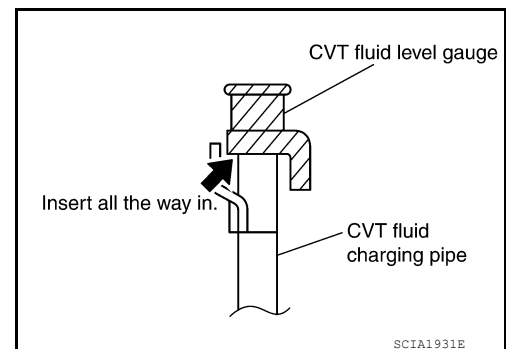 CVT fluid level gauge
Insert all the way in.
CVT fluid
charging pipe
SCIA1931E